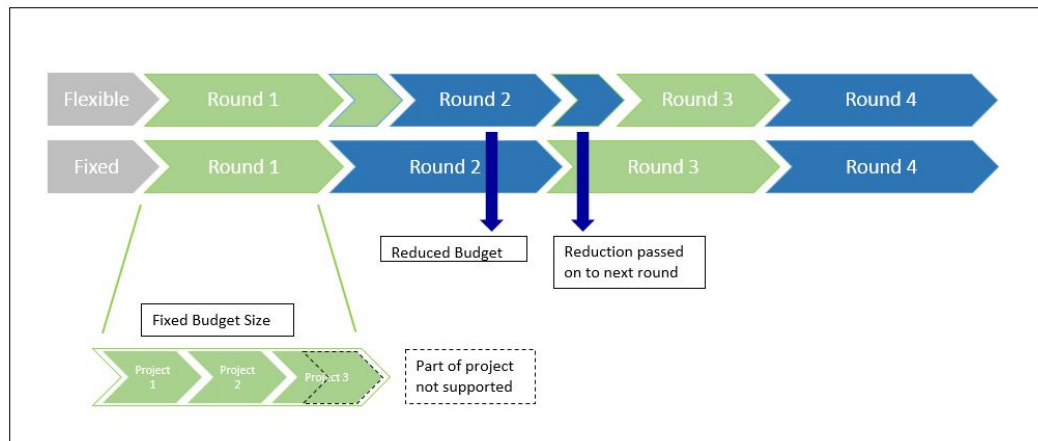 Flexible
Round 1
Round 2
Round 3
Round 4
Fixed
Round 1
Round 2
Round 3
Round 4
Reduced Budget
Reduction passed
on to next round
Fixed Budget Size
Project
1
Project
2
Project 3
Part of project
not supported